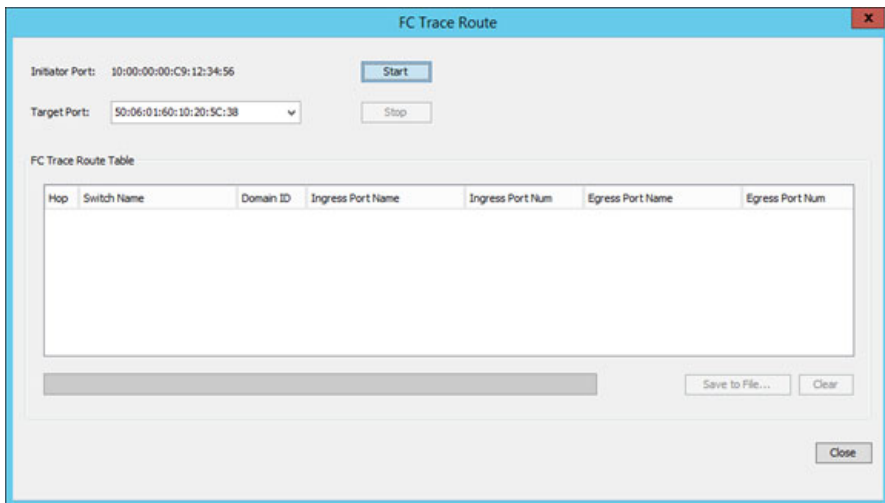 FC Trace Route
x
Initiator Port: 10:00:00:00:C9:12:34:56 Start
Target Port: 50:06:01:60:10:20:5C:38 Stop
FC Trace Route Table
Hop Switch Name Domain ID Ingress Port Name Ingress Port Num Egress Port Name Egress Port Num
Save to File... Clear
Close